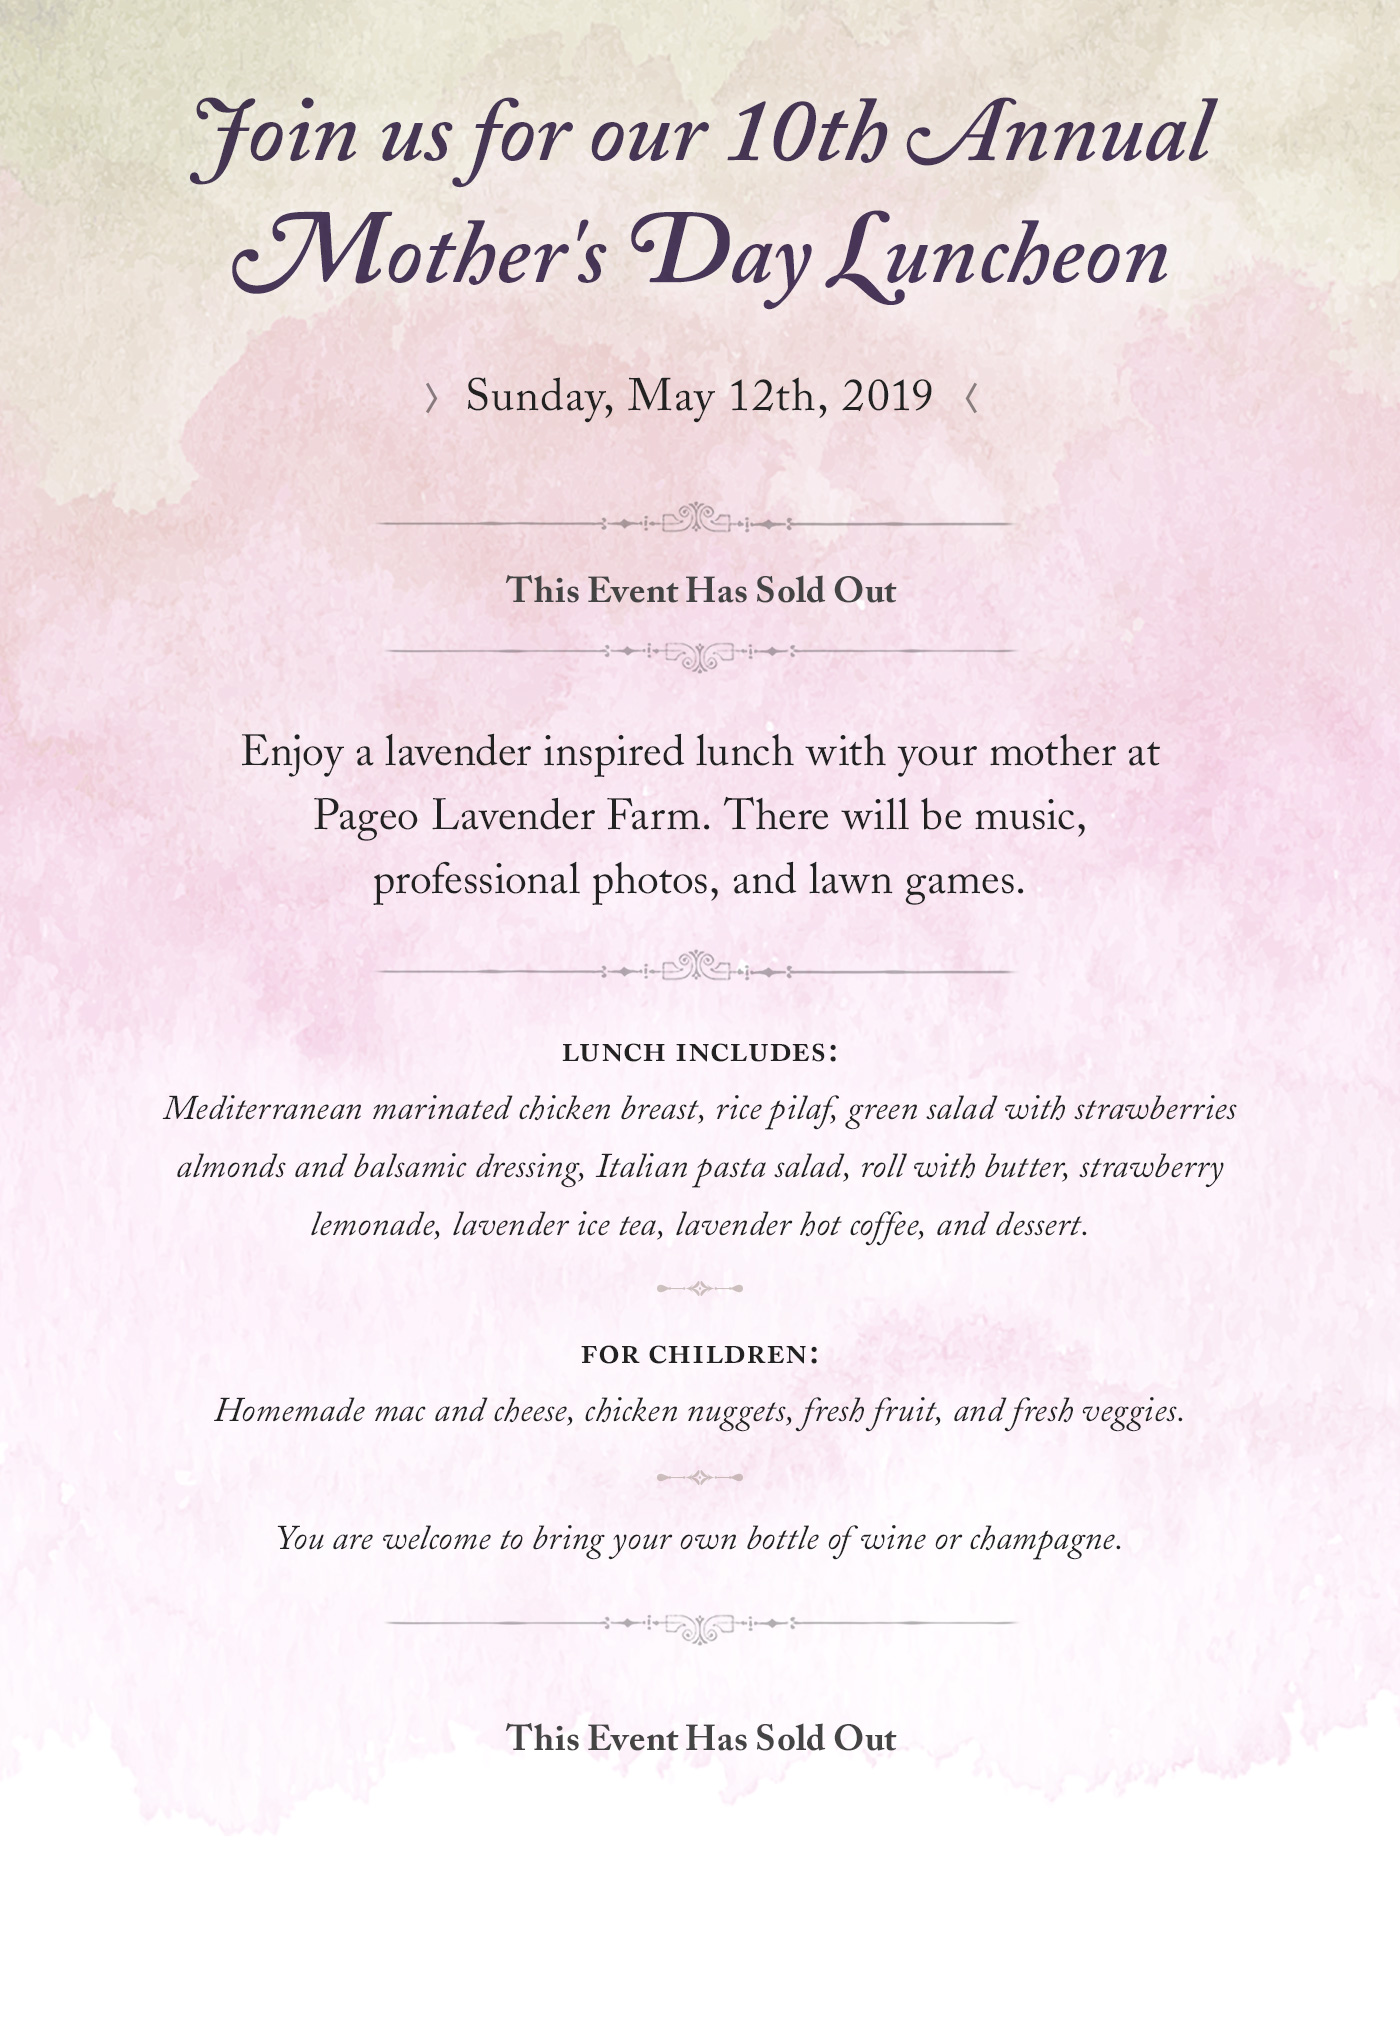 Join us for our 10th Annual
Mother's Day Luncheon
Sunday, May 12th, 2019
This Event Has Sold Out
Enjoy a lavender inspired lunch with your mother at
Pageo Lavender Farm. There will be music,
professional photos, and lawn games.
LUNCH INCLUDES:
Mediterranean marinated chicken breast, rice pilaf, green salad with strawberries
almonds and balsamic dressing, Italian pasta salad, roll with butter, strawberry
lemonade, lavender ice tea, lavender hot coffee, and dessert.
FOR CHILDREN:
Homemade mac and cheese, chicken nuggets, fresh fruit, and fresh veggies.
You are welcome to bring your own bottle of wine or champagne.
This Event Has Sold Out